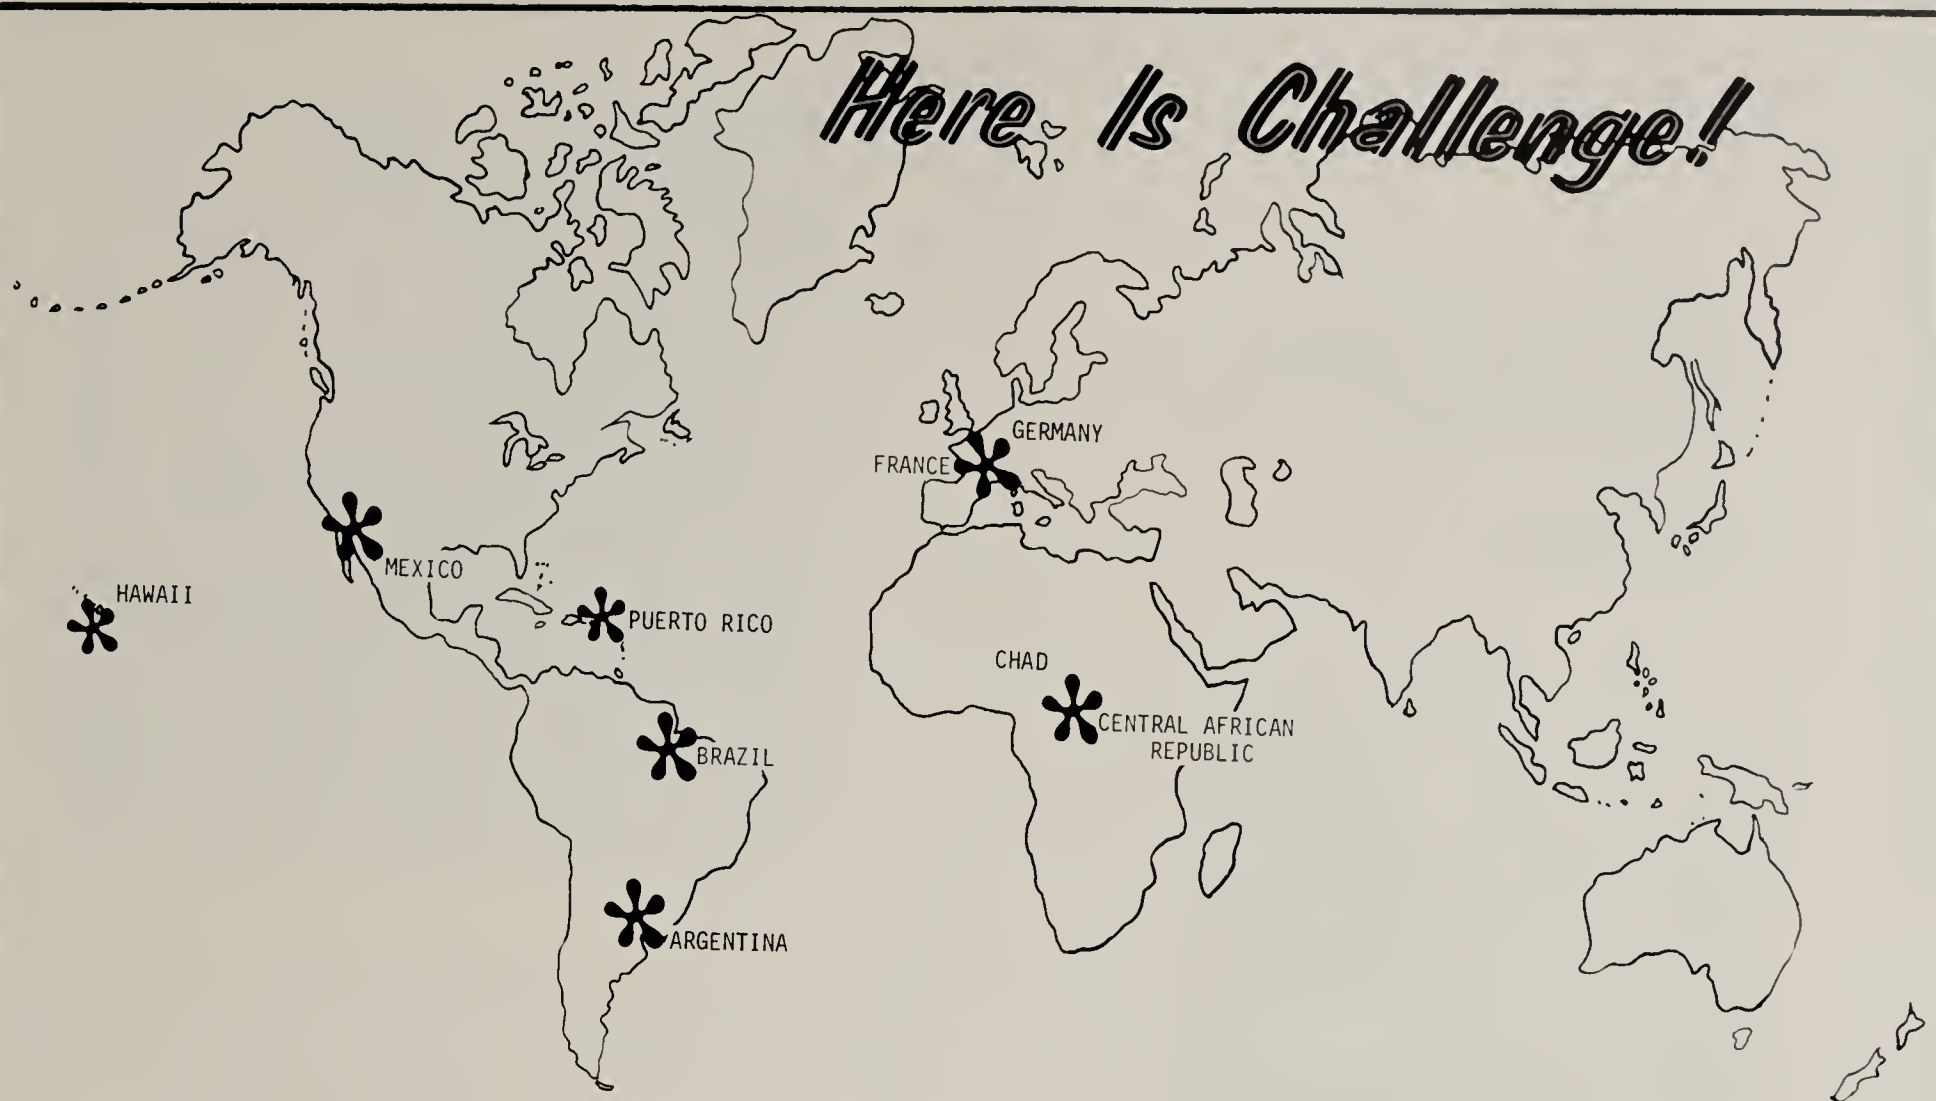 Here Is Challenge!
GERMANY
FRANCE
MEXICO
HAWAII
PUERTO RICO
CHAD
CENTRAL AFRICAN
REPUBLIC
BRAZIL
ARGENTINA